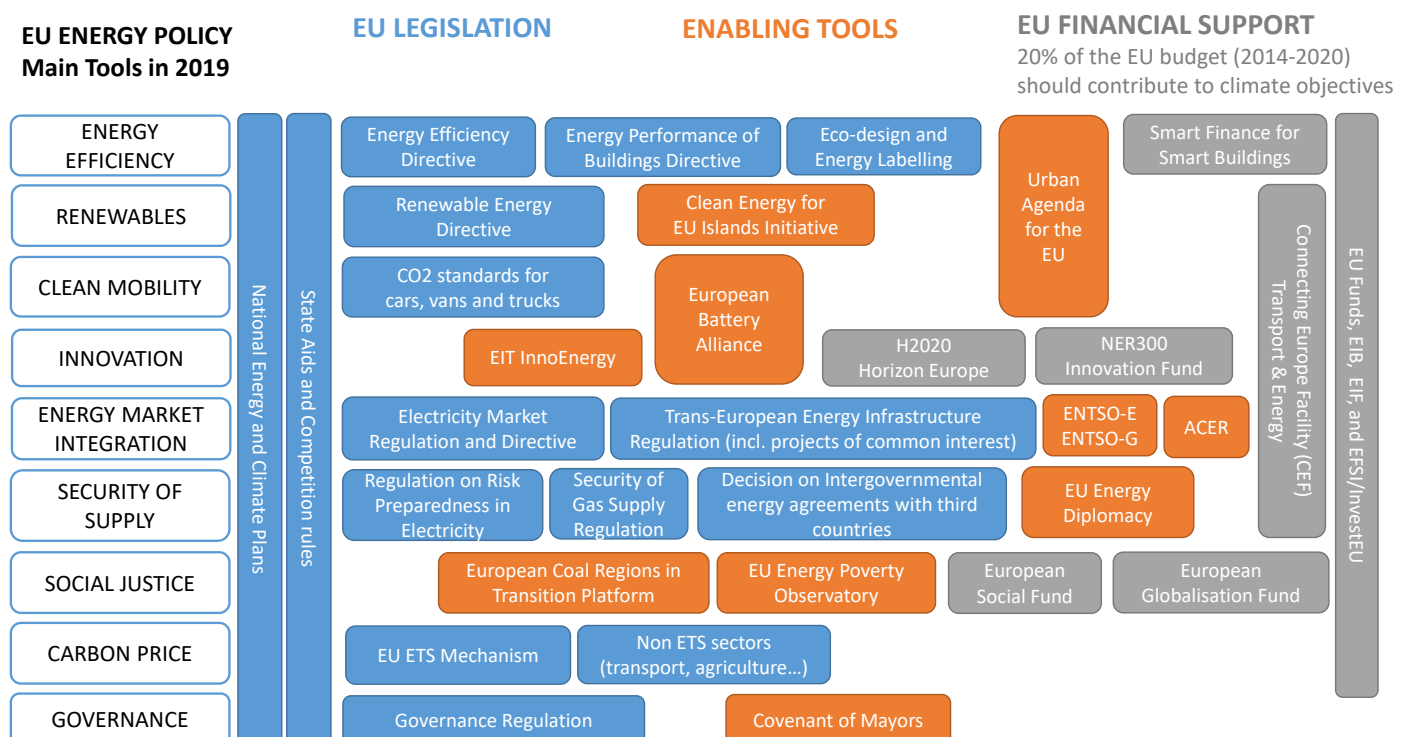 EU ENERGY POLICY
Main Tools in 2019
EU LEGISLATION
ENABLING TOOLS
EU FINANCIAL SUPPORT
20% of the EU budget (2014-2020)
should contribute to climate objectives
ENERGY
EFFICIENCY
RENEWABLES
CLEAN MOBILITY
INNOVATION
ENERGY MARKET
INTEGRATION
SECURITY OF
SUPPLY
SOCIAL JUSTICE
CARBON PRICE
GOVERNANCE
National Energy and Climate Plans
State Aids and Competition rules
Energy Efficiency
Directive
Energy Performance of
Buildings Directive
Eco-design and
Energy Labelling
Urban
Agenda
for the
EU
Smart Finance for
Smart Buildings
Renewable Energy
Directive
Clean Energy for
EU Islands Initiative
CO2 standards for
cars, vans and trucks
European
Battery
Alliance
EIT InnoEnergy
H2020
Horizon Europe
NER300
Innovation Fund
Electricity Market
Regulation and Directive
Trans-European Energy Infrastructure
Regulation (incl. projects of common interest)
ENTSO-E
ENTSO-G
ACER
Regulation on Risk
Preparedness in
Electricity
Security of
Gas Supply
Regulation
Decision on Intergovernmental
energy agreements with third
countries
EU Energy
Diplomacy
European Coal Regions in
Transition Platform
EU Energy Poverty
Observatory
European
Social Fund
European
Globalisation Fund
EU ETS Mechanism
Non ETS sectors
(transport, agriculture…)
Governance Regulation
Covenant of Mayors
Connecting Europe Facility (CEF)
Transport & Energy
EU Funds, EIB, EIF, and EFSI/InvestEU